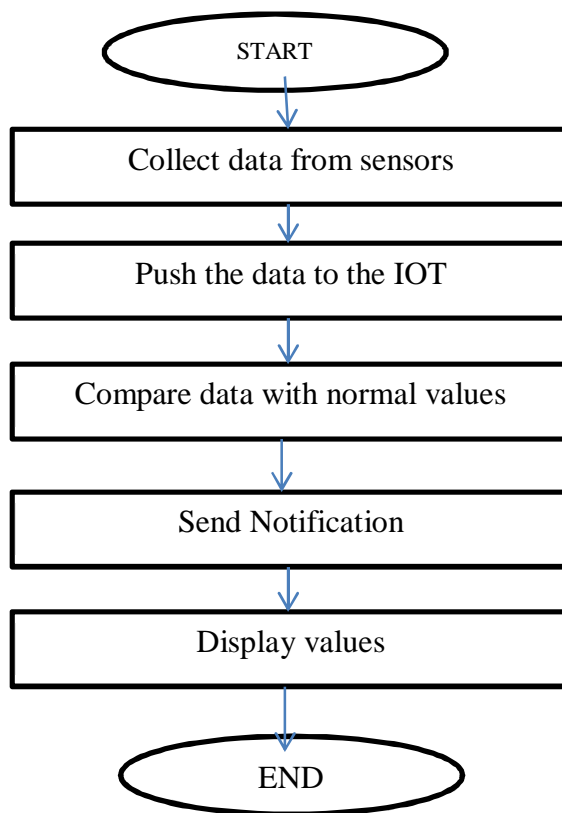 START
Collect data from sensors
Push the data to the IOT
Compare data with normal values
Send Notification
Display values
END